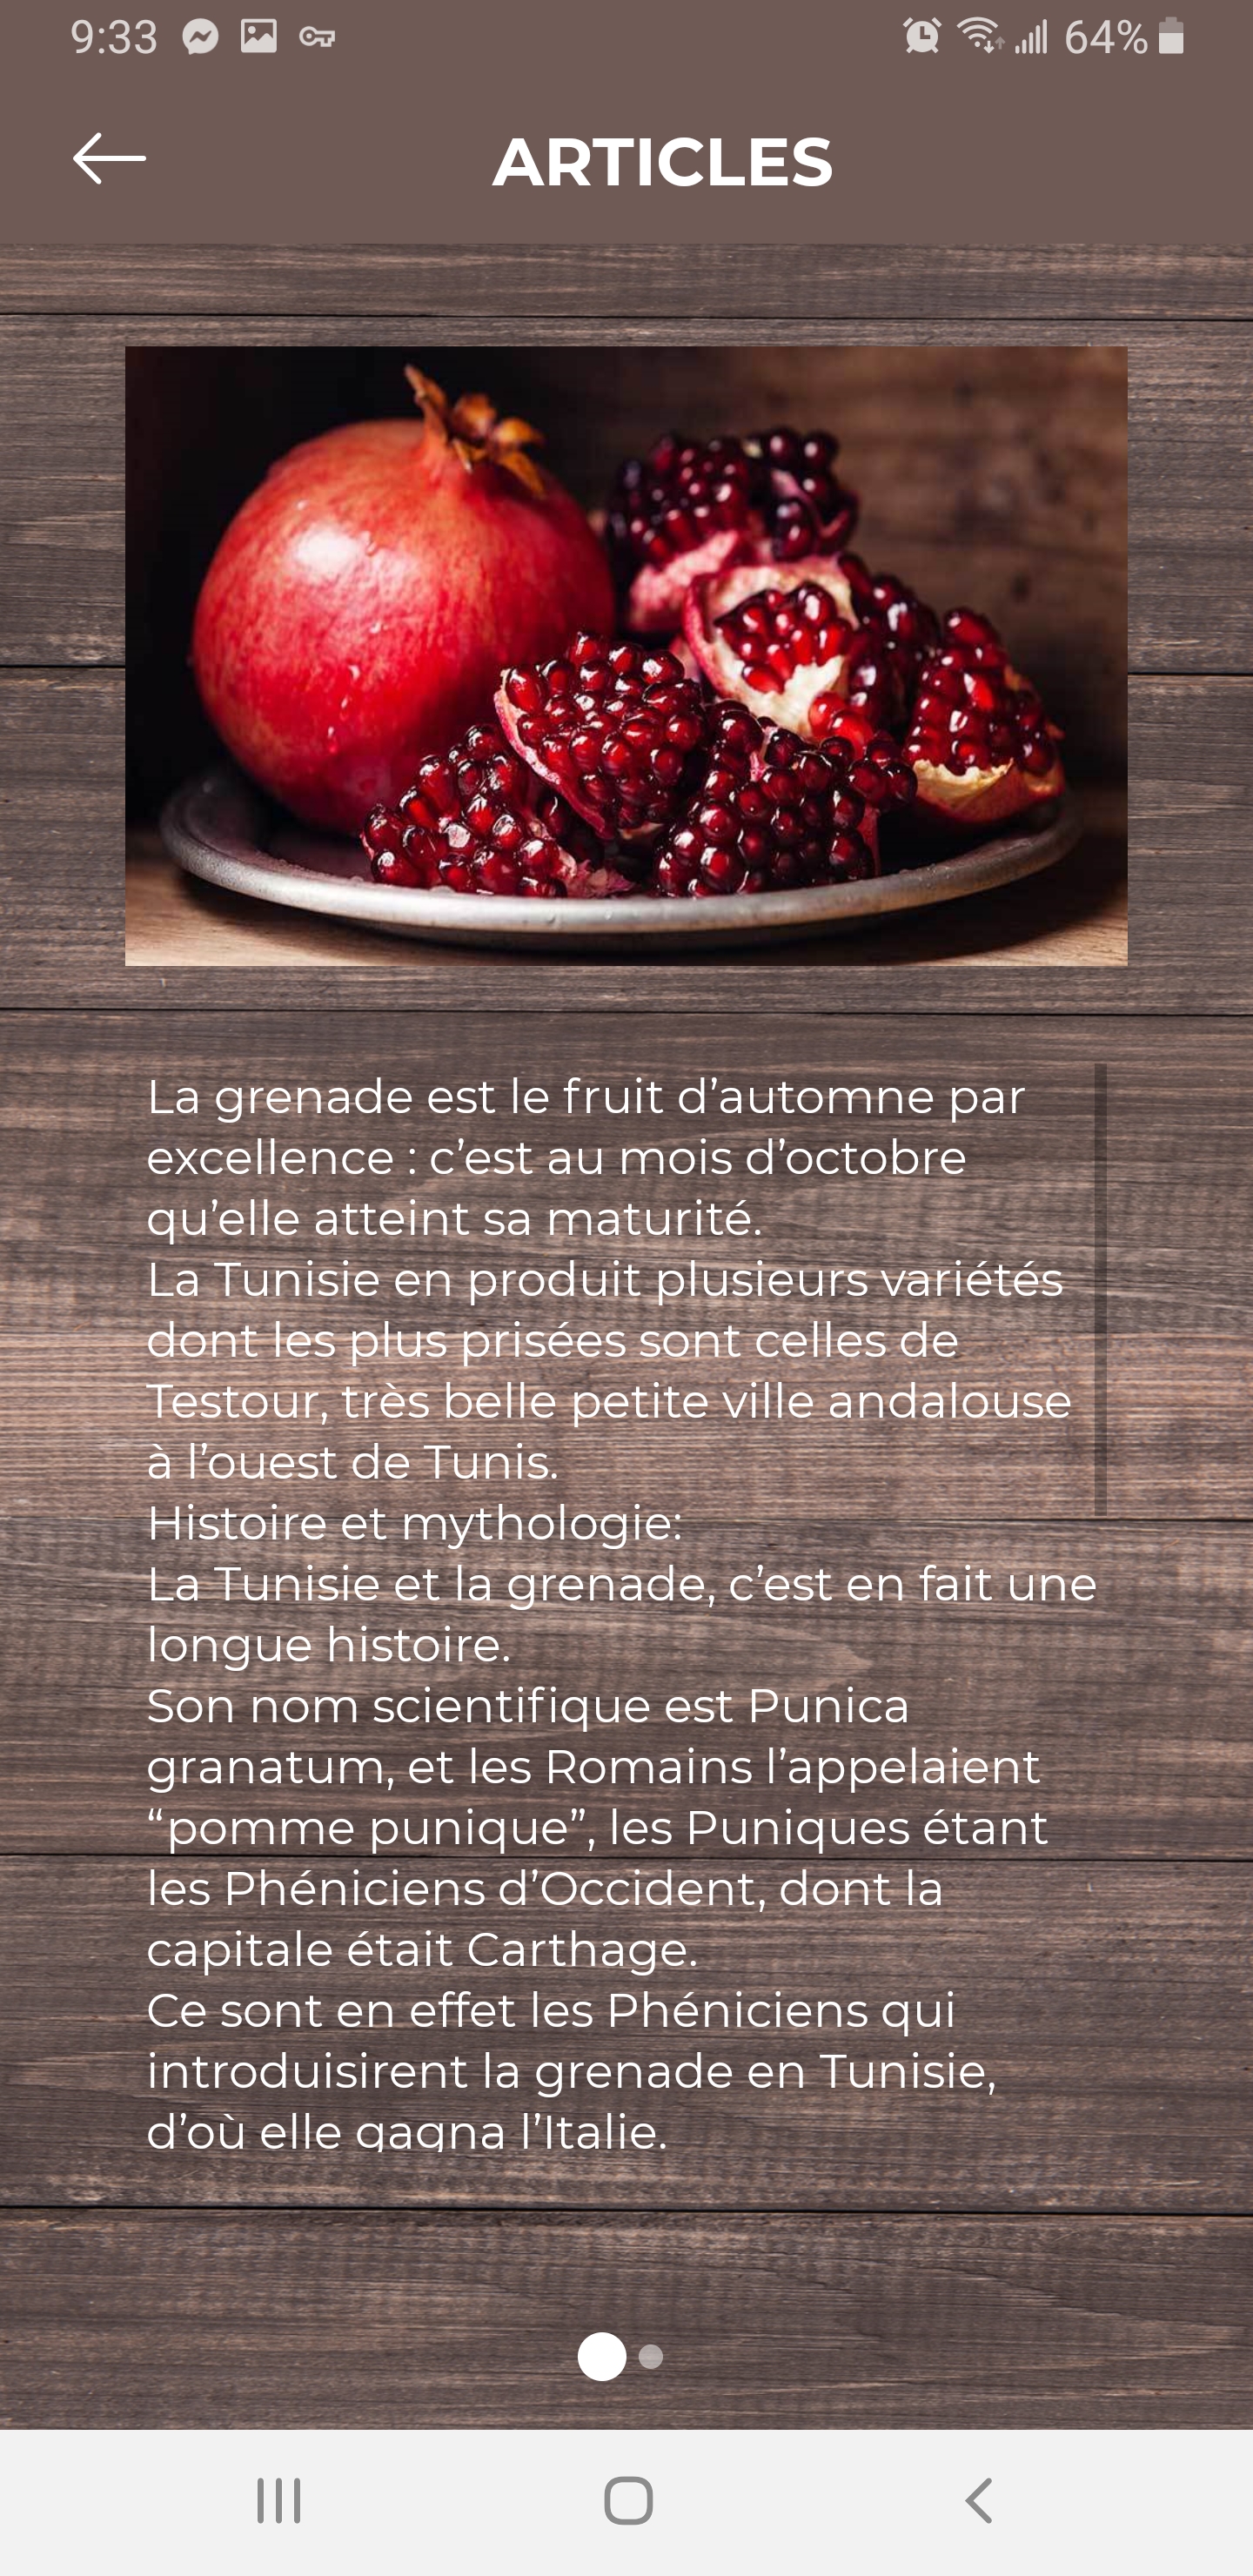 9:33
64%
ARTICLES
La grenade est le fruit d’automne par
excellence : c’est au mois d’octobre
qu’elle atteint sa maturité.
La Tunisie en produit plusieurs variétés
dont les plus prisées sont celles de
Testour, très belle petite ville andalouse
à l’ouest de Tunis.
Histoire et mythologie:
La Tunisie et la grenade, c’est en fait une
longue histoire.
Son nom scientifique est Punica
granatum, et les Romains l’appelaient
“pomme punique”, les Puniques étant
les Phéniciens d’Occident, dont la
capitale était Carthage.
Ce sont en effet les Phéniciens qui
introduisirent la grenade en Tunisie,
d’où elle gagna l’Italie.